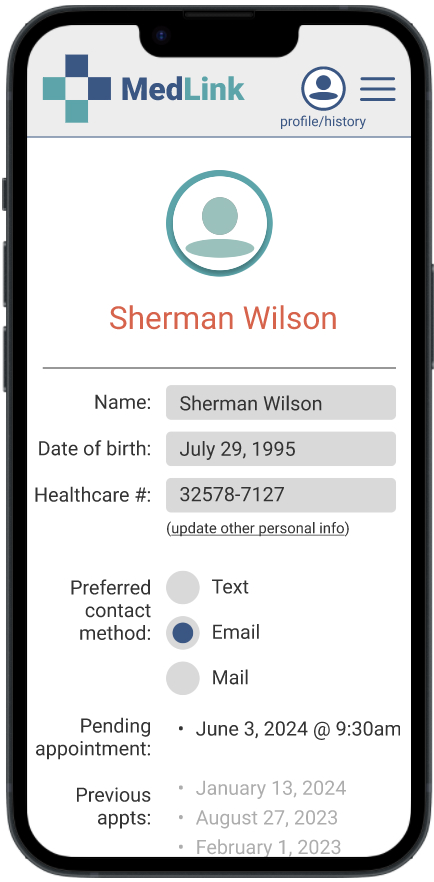 MedLink
profile/history
Sherman Wilson
Name: Sherman Wilson
Date of birth: July 29, 1995
Healthcare #: 32578-7127
(update other personal info)
Preferred
contact
method:
Text
Email
Mail
Pending
appointment:
• June 3, 2024 @ 9:30am
Previous
appts:
• January 13, 2024
• August 27, 2023
• February 1, 2023